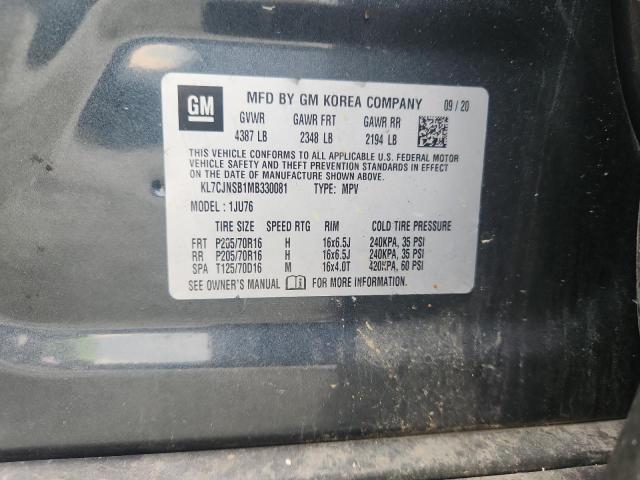 GM
MFD BY GM KOREA COMPANY 09/20
GVWR GAWR FRT GAWR RR
4387 LB 2348 LB 2194 LB
THIS VEHICLE CONFORMS TO ALL APPLICABLE U.S. FEDERAL MOTOR
VEHICLE SAFETY AND THEFT PREVENTION STANDARDS IN EFFECT
ON THE DATE OF MANUFACTURE SHOWN ABOVE.
KL7CJNSB1MB330081 TYPE: MPV
MODEL: 1JU76
TIRE SIZE SPEED RTG RIM COLD TIRE PRESSURE
FRT P205/70R16 H 16x6.5J 240KPA, 35 PSI
RR P205/70R16 H 16x6.5J 240KPA, 35 PSI
SPA T125/70D16 M 16x4.0T 420KPA, 60 PSI
SEE OWNER'S MANUAL FOR MORE INFORMATION.